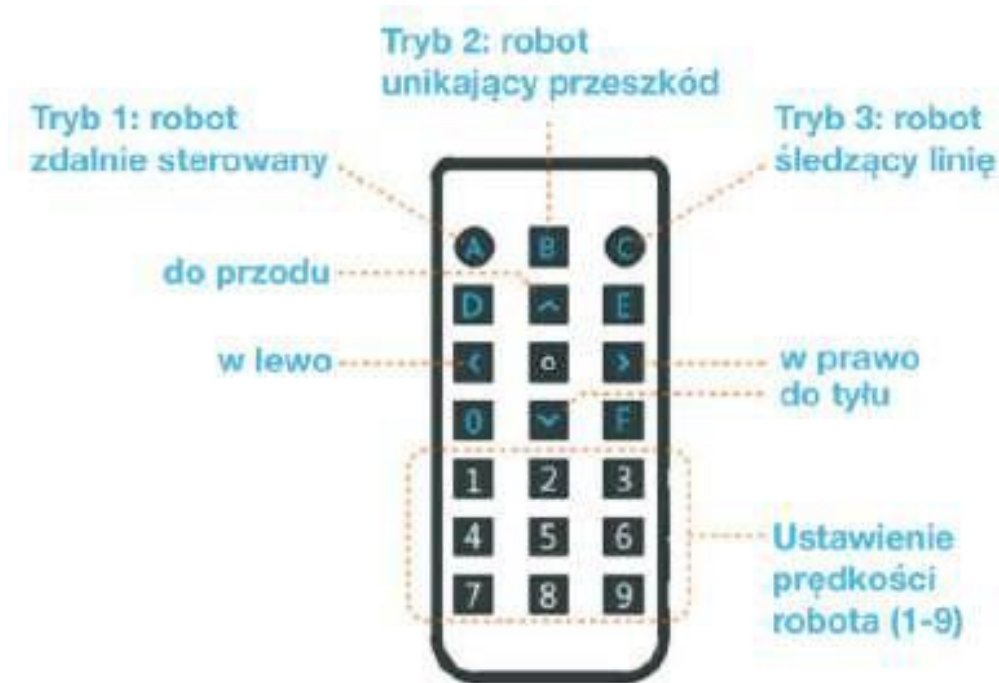 Tryb 2: robot
unikający przeszkód
Tryb 1: robot
zdalnie sterowany
Tryb 3: robot
śledzący linię
A B C
do przodu
D ^ E
w lewo
< o >
w prawo
do tyłu
0 ⌄ F
1 2 3
4 5 6
7 8 9
Ustawienie
prędkości
robota (1-9)